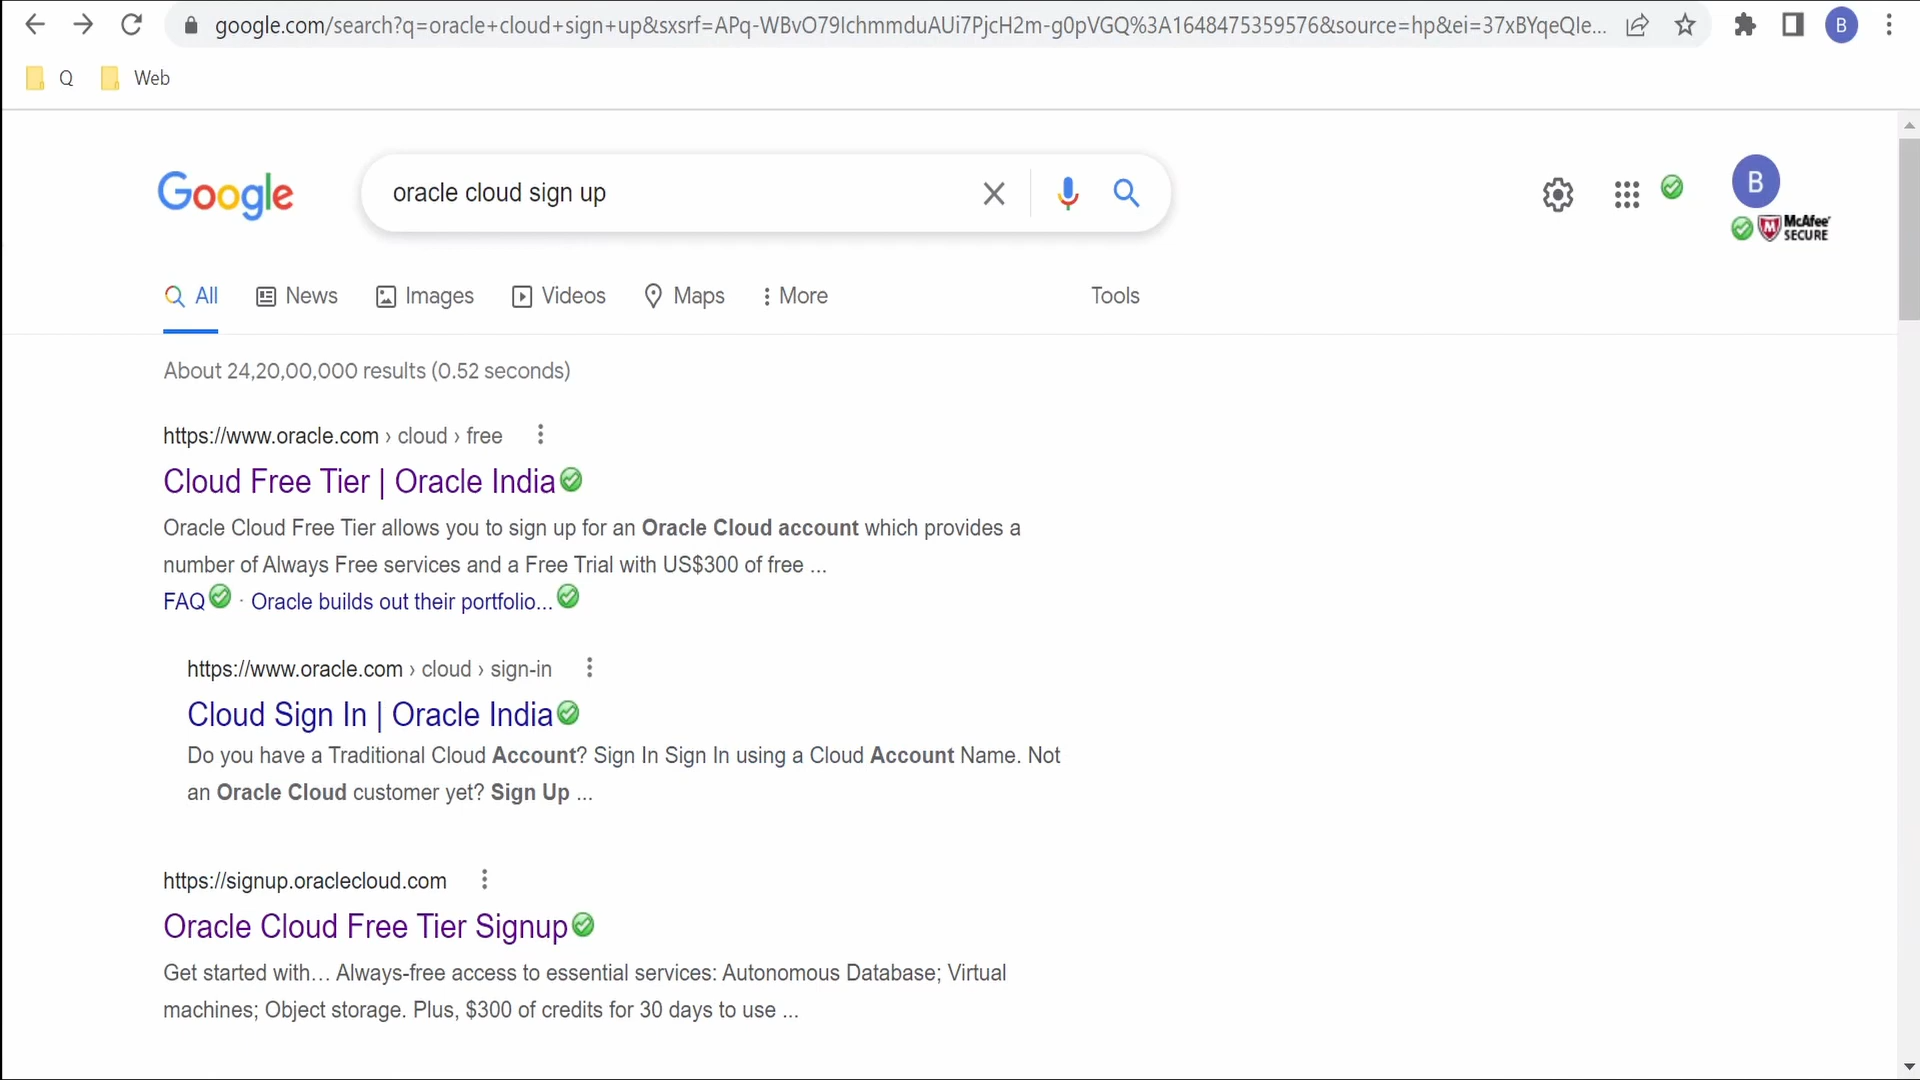 google.com/search?q=oracle+cloud+sign+up&sxsrf=APq-WBvO79IchmmduAUi7PjcH2m-g0pVGQ%3A1648475359576&source=hp&ei=37xBYqeQIe...
B
Q Web
Google
oracle cloud sign up
B
McAfee SECURE
All News Images Videos Maps More Tools
About 24,20,00,000 results (0.52 seconds)
https://www.oracle.com › cloud › free
Cloud Free Tier | Oracle India
Oracle Cloud Free Tier allows you to sign up for an Oracle Cloud account which provides a
number of Always Free services and a Free Trial with US$300 of free ...
FAQ · Oracle builds out their portfolio...
https://www.oracle.com › cloud › sign-in
Cloud Sign In | Oracle India
Do you have a Traditional Cloud Account? Sign In Sign In using a Cloud Account Name. Not
an Oracle Cloud customer yet? Sign Up ...
https://signup.oraclecloud.com
Oracle Cloud Free Tier Signup
Get started with… Always-free access to essential services: Autonomous Database; Virtual
machines; Object storage. Plus, $300 of credits for 30 days to use ...